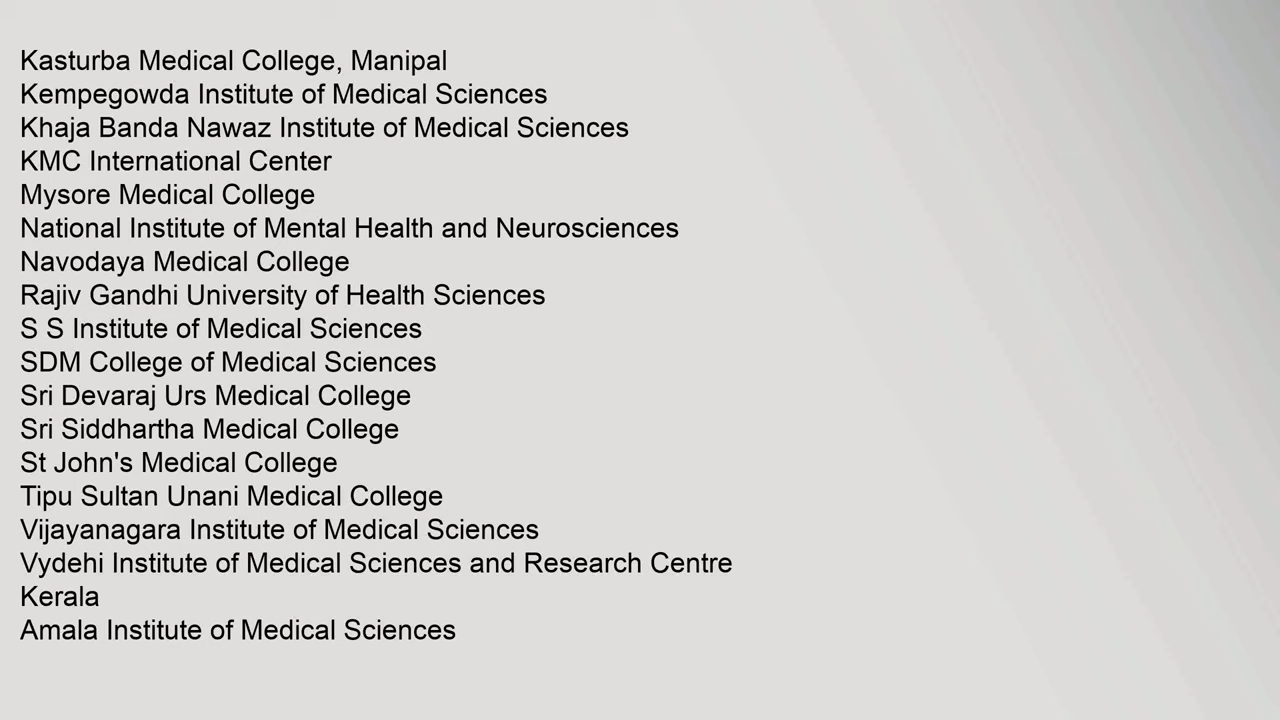 Kasturba Medical College, Manipal
Kempegowda Institute of Medical Sciences
Khaja Banda Nawaz Institute of Medical Sciences
KMC International Center
Mysore Medical College
National Institute of Mental Health and Neurosciences
Navodaya Medical College
Rajiv Gandhi University of Health Sciences
S S Institute of Medical Sciences
SDM College of Medical Sciences
Sri Devaraj Urs Medical College
Sri Siddhartha Medical College
St John's Medical College
Tipu Sultan Unani Medical College
Vijayanagara Institute of Medical Sciences
Vydehi Institute of Medical Sciences and Research Centre
Kerala
Amala Institute of Medical Sciences